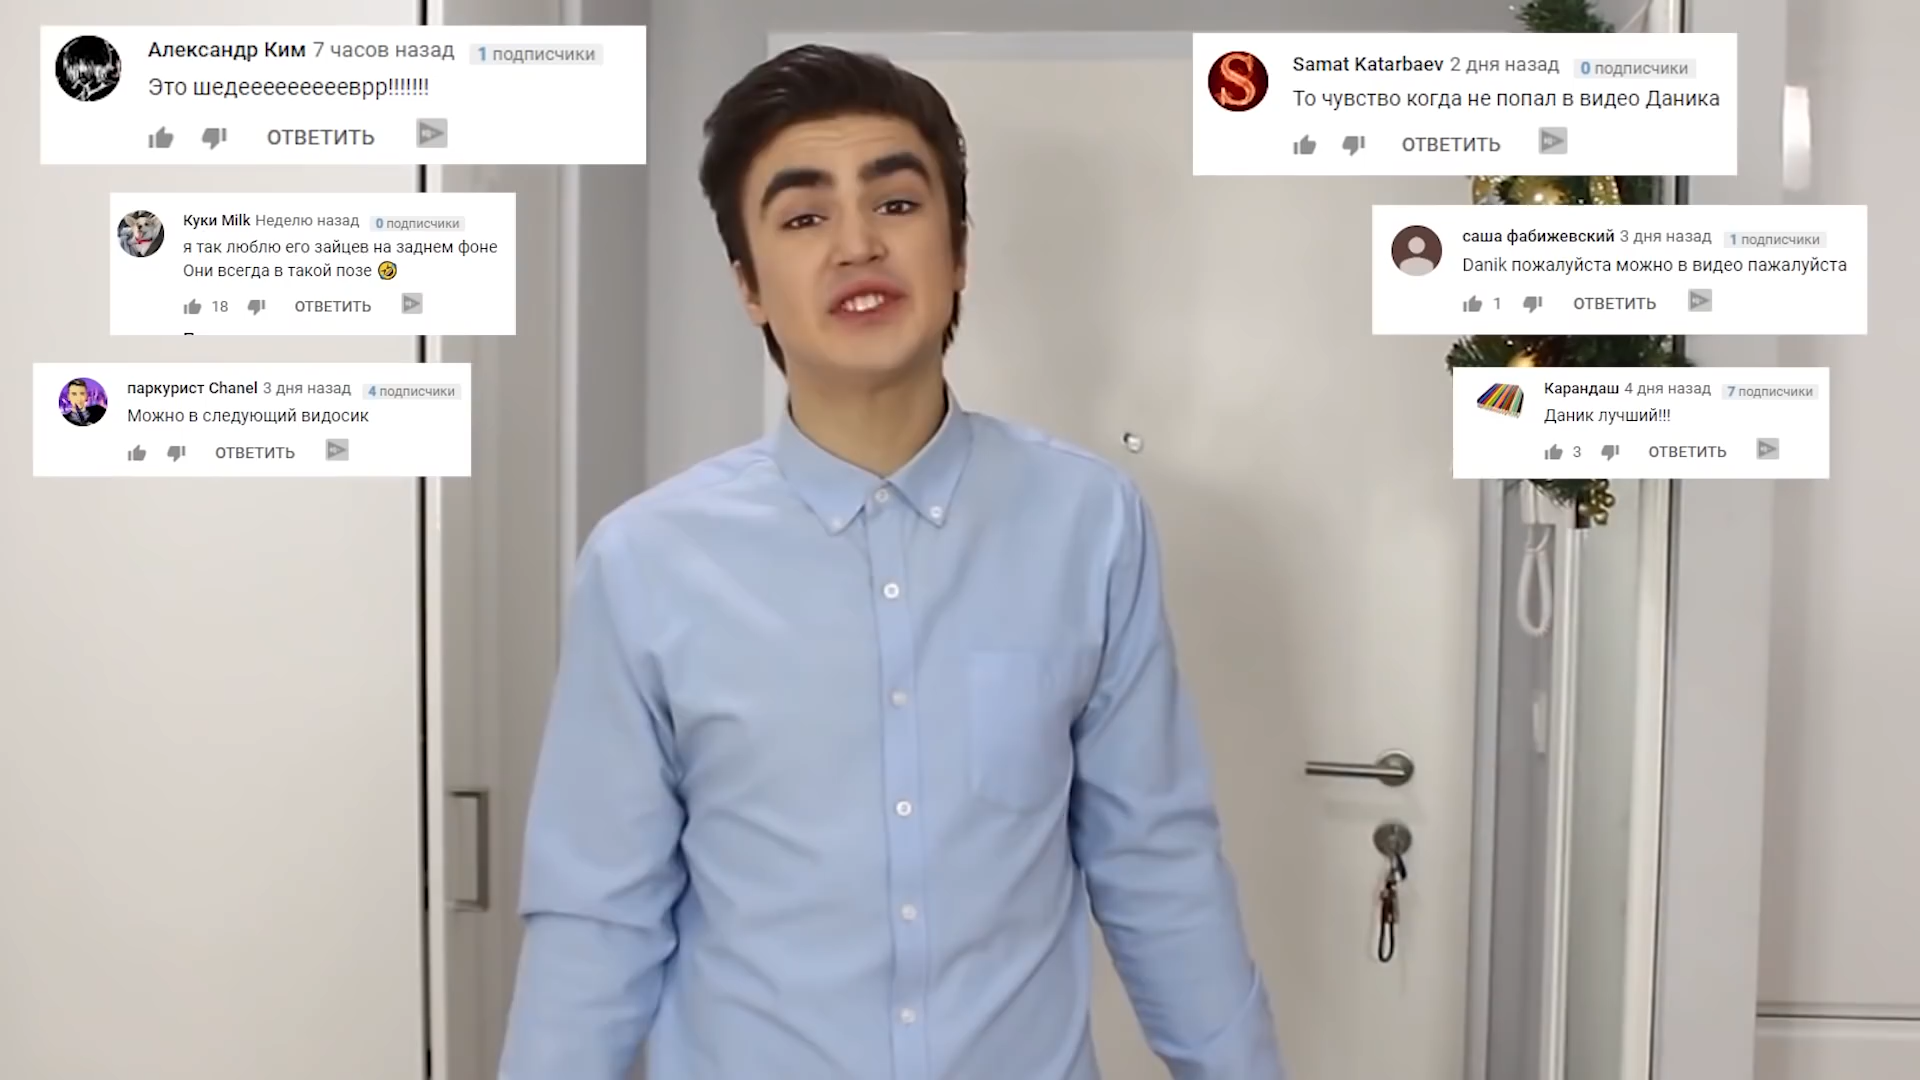 Александр Ким 7 часов назад 1 подписчики
Это шедеееееееееврр!!!!!!!
ОТВЕТИТЬ
Куки Milk Неделю назад 0 подписчики
я так люблю его зайцев на заднем фоне
Они всегда в такой позе 🤣
18 ОТВЕТИТЬ
паркурист Chanel 3 дня назад 4 подписчики
Можно в следующий видосик
ОТВЕТИТЬ
Samat Katarbaev 2 дня назад 0 подписчики
То чувство когда не попал в видео Даника
ОТВЕТИТЬ
саша фабижевский 3 дня назад 1 подписчики
Danik пожалуйста можно в видео пажалуйста
1 ОТВЕТИТЬ
Карандаш 4 дня назад 7 подписчики
Даник лучший!!!
3 ОТВЕТИТЬ